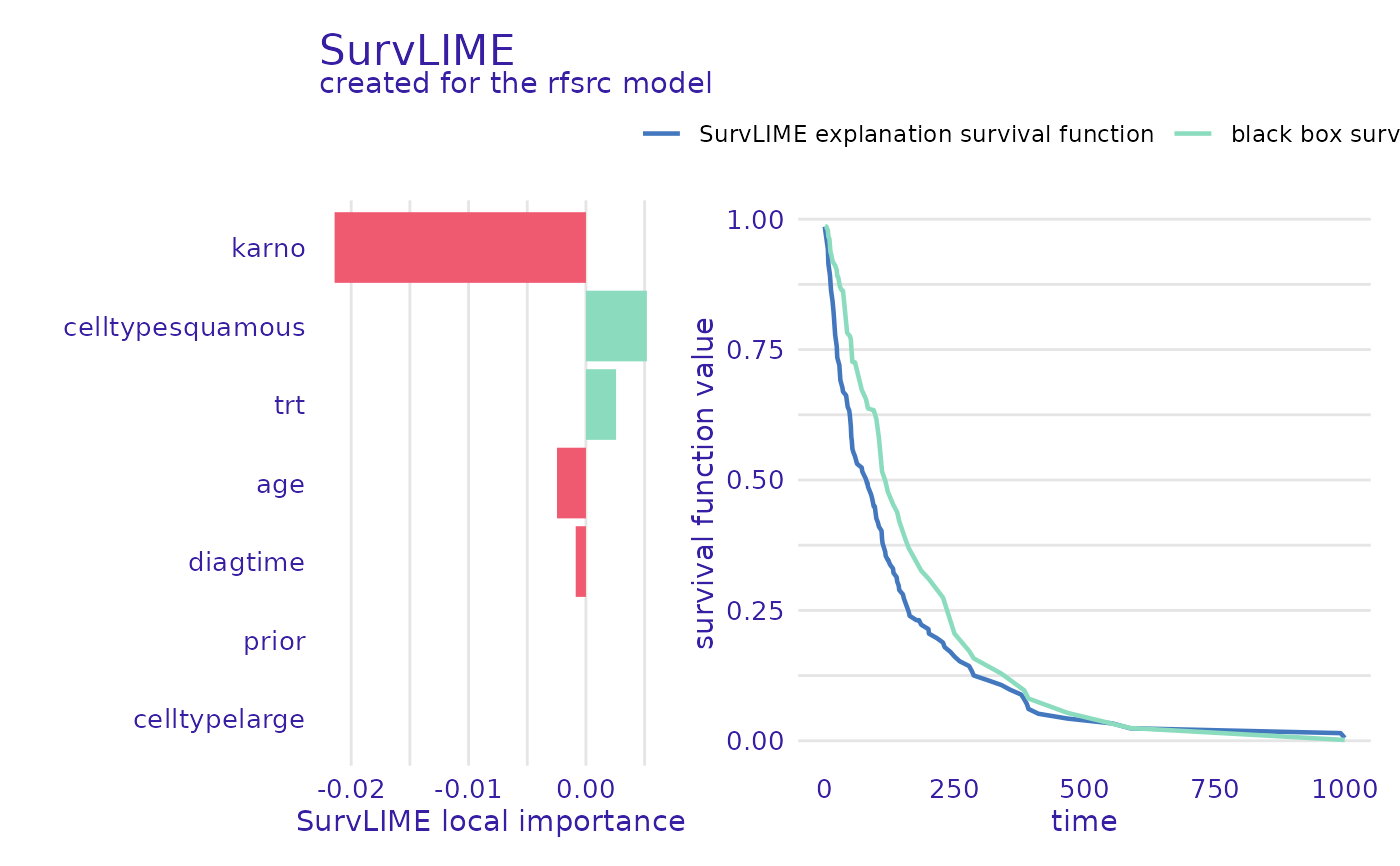 SurvLIME
created for the rfsrc model
SurvLIME explanation survival function
black box surv
karno
celltypesquamous
trt
age
diagtime
prior
celltypelarge
-0.02 -0.01 0.00
SurvLIME local importance
survival function value
1.00
0.75
0.50
0.25
0.00
0 250 500 750 1000
time